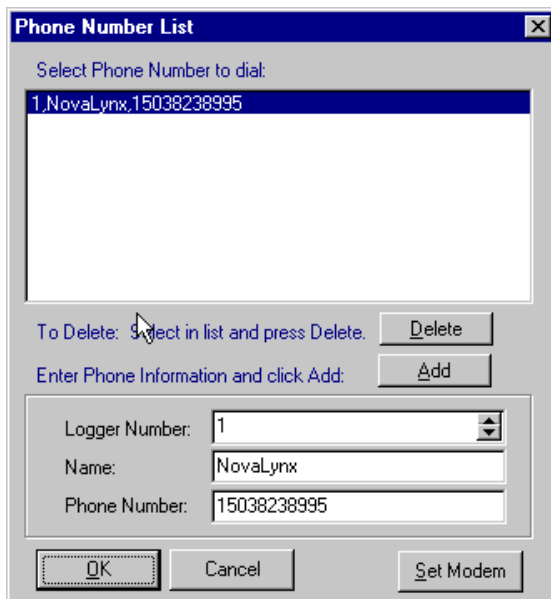 Phone Number List
Select Phone Number to dial:
1,NovaLynx,15038238995
To Delete: Select in list and press Delete.
Delete
Enter Phone Information and click Add:
Add
Logger Number: 1
Name: NovaLynx
Phone Number: 15038238995
OK Cancel Set Modem